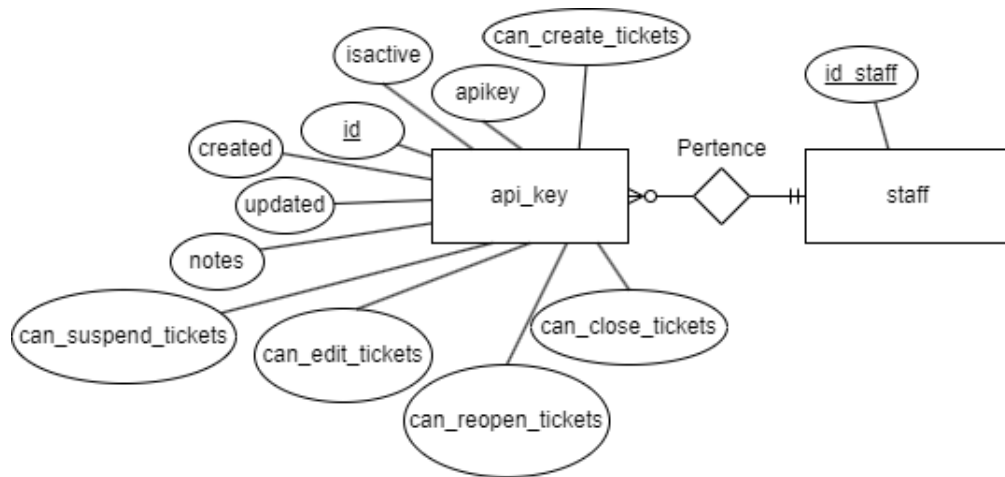 can_create_tickets
isactive
id_staff
apikey
id
created
Pertence
api_key
staff
updated
notes
can_suspend_tickets
can_close_tickets
can_edit_tickets
can_reopen_tickets